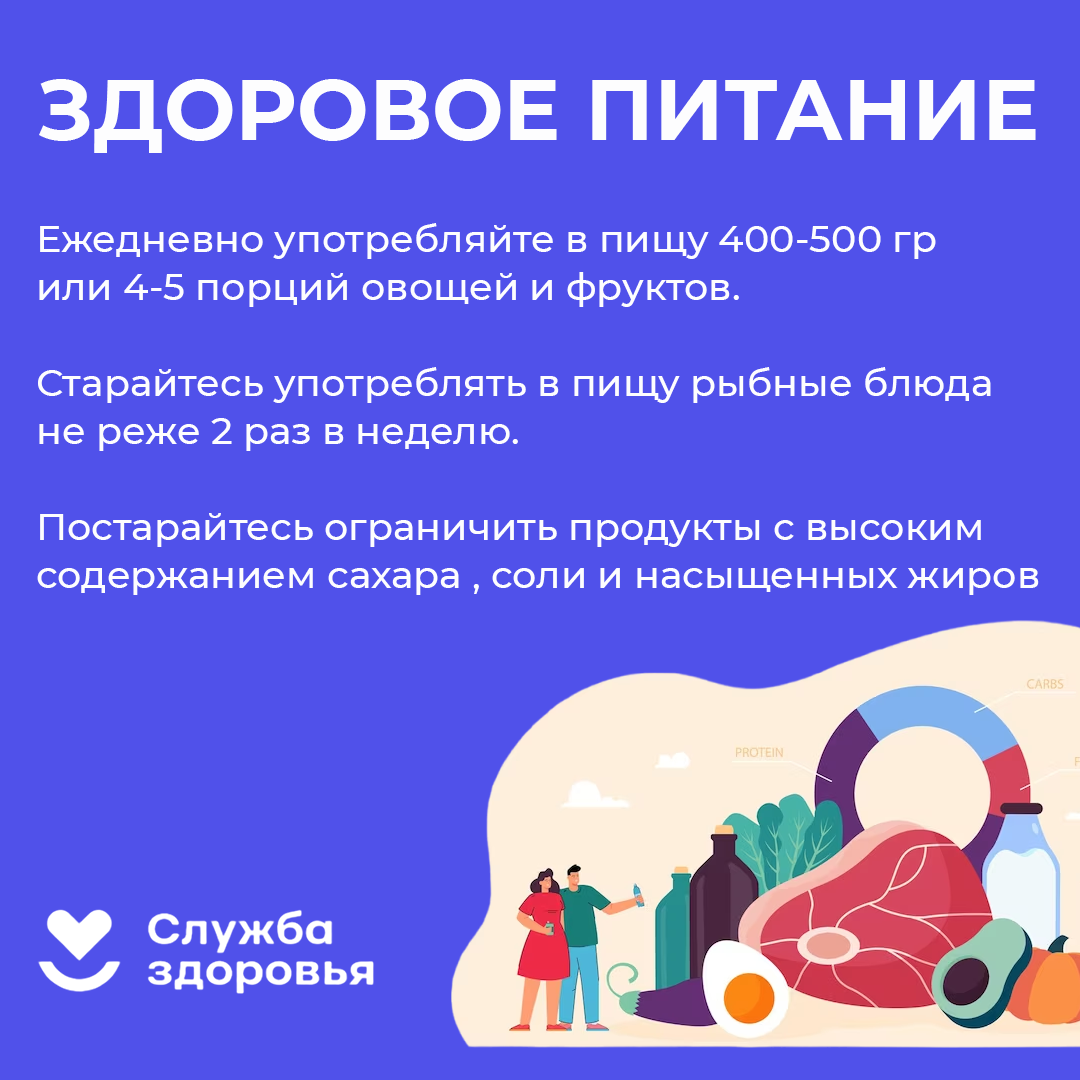 ЗДОРОВОЕ ПИТАНИЕ
Ежедневно употребляйте в пищу 400-500 гр
или 4-5 порций овощей и фруктов.
Старайтесь употреблять в пищу рыбные блюда
не реже 2 раз в неделю.
Постарайтесь ограничить продукты с высоким
содержанием сахара , соли и насыщенных жиров
CARBS
PROTEIN
Служба
здоровья